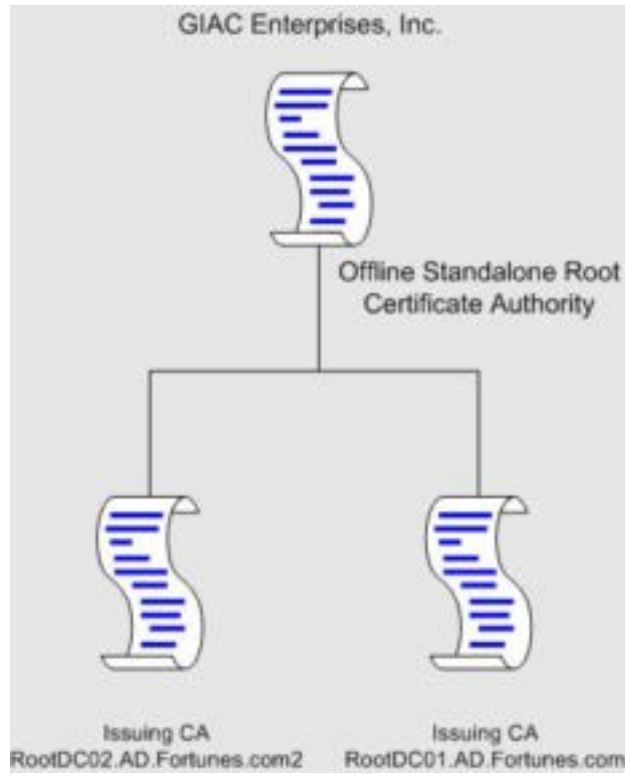 GIAC Enterprises, Inc.
Offline Standalone Root
Certificate Authority
Issuing CA
RootDC02.AD.Fortunes.com2
Issuing CA
RootDC01.AD.Fortunes.com